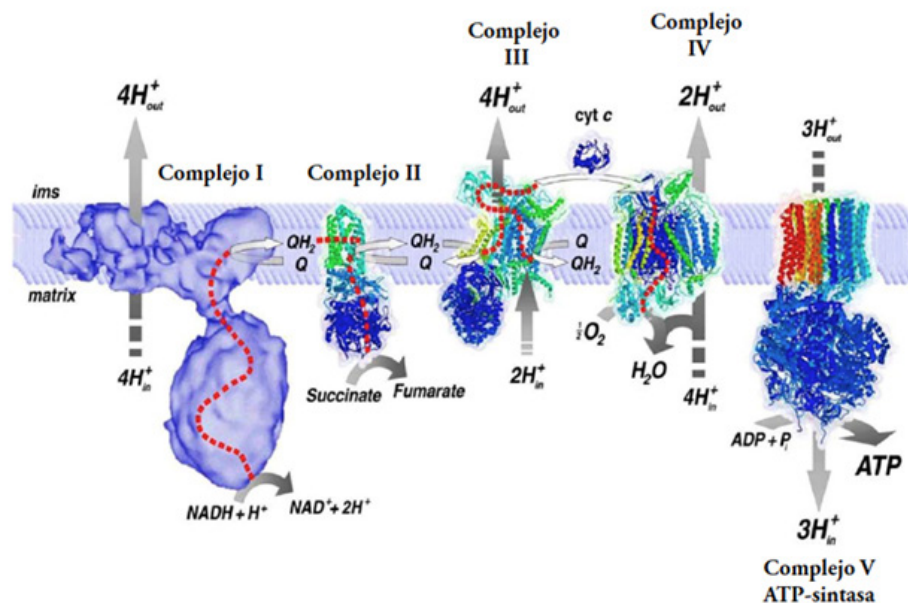 Complejo
III
Complejo
IV
4H⁺out
4H⁺out
cyt c
2H⁺out
3H⁺out
Complejo I
Complejo II
ims
QH₂
Q
QH₂
Q
Q
QH₂
matrix
½O₂
H₂O
4H⁺in
2H⁺in
4H⁺in
Succinate
Fumarate
ADP + Pᵢ
ATP
NADH + H⁺
NAD⁺ + 2H⁺
3H⁺in
Complejo V
ATP-sintasa